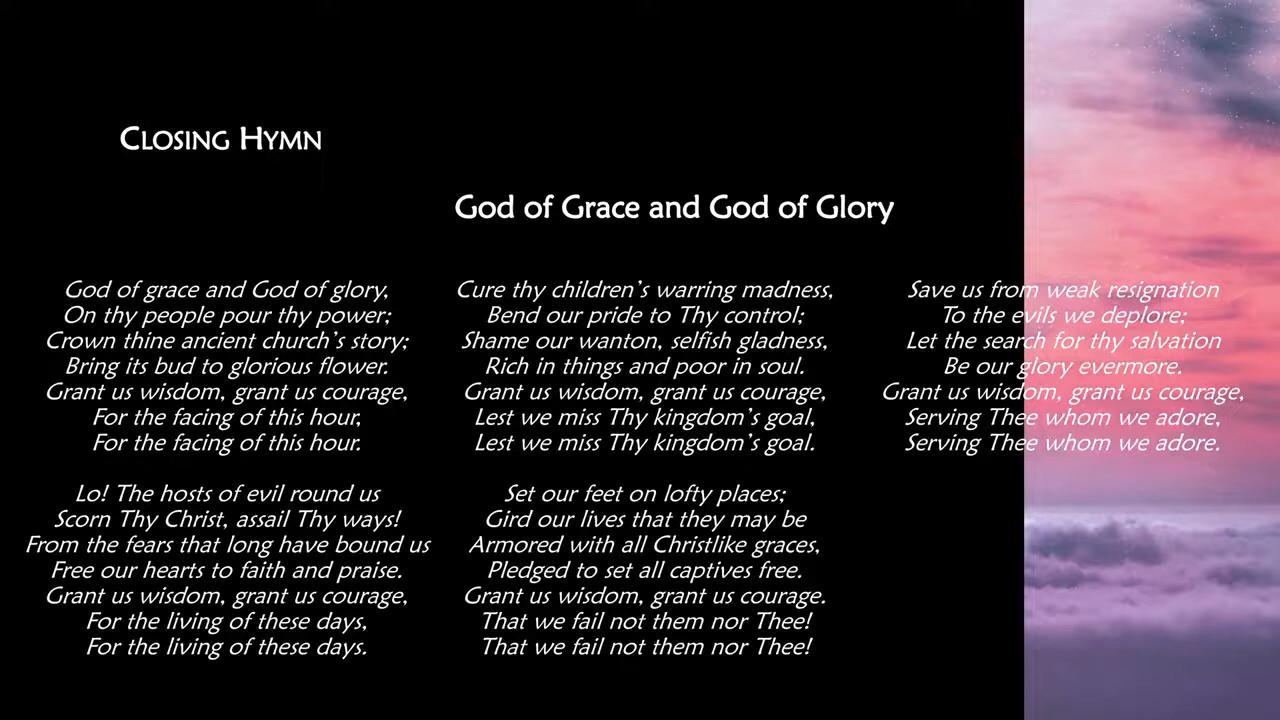 CLOSING HYMN
God of Grace and God of Glory
God of grace and God of glory,
On thy people pour thy power;
Crown thine ancient church's story;
Bring its bud to glorious flower.
Grant us wisdom, grant us courage,
For the facing of this hour,
For the facing of this hour.
Lo! The hosts of evil round us
Scorn Thy Christ, assail Thy ways!
From the fears that long have bound us
Free our hearts to faith and praise.
Grant us wisdom, grant us courage,
For the living of these days,
For the living of these days.
Cure thy children's warring madness,
Bend our pride to Thy control;
Shame our wanton, selfish gladness,
Rich in things and poor in soul.
Grant us wisdom, grant us courage,
Lest we miss Thy kingdom's goal,
Lest we miss Thy kingdom's goal.
Set our feet on lofty places;
Gird our lives that they may be
Armored with all Christlike graces,
Pledged to set all captives free.
Grant us wisdom, grant us courage.
That we fail not them nor Thee!
That we fail not them nor Thee!
Save us from weak resignation
To the evils we deplore;
Let the search for thy salvation
Be our glory evermore.
Grant us wisdom, grant us courage,
Serving Thee whom we adore,
Serving Thee whom we adore.